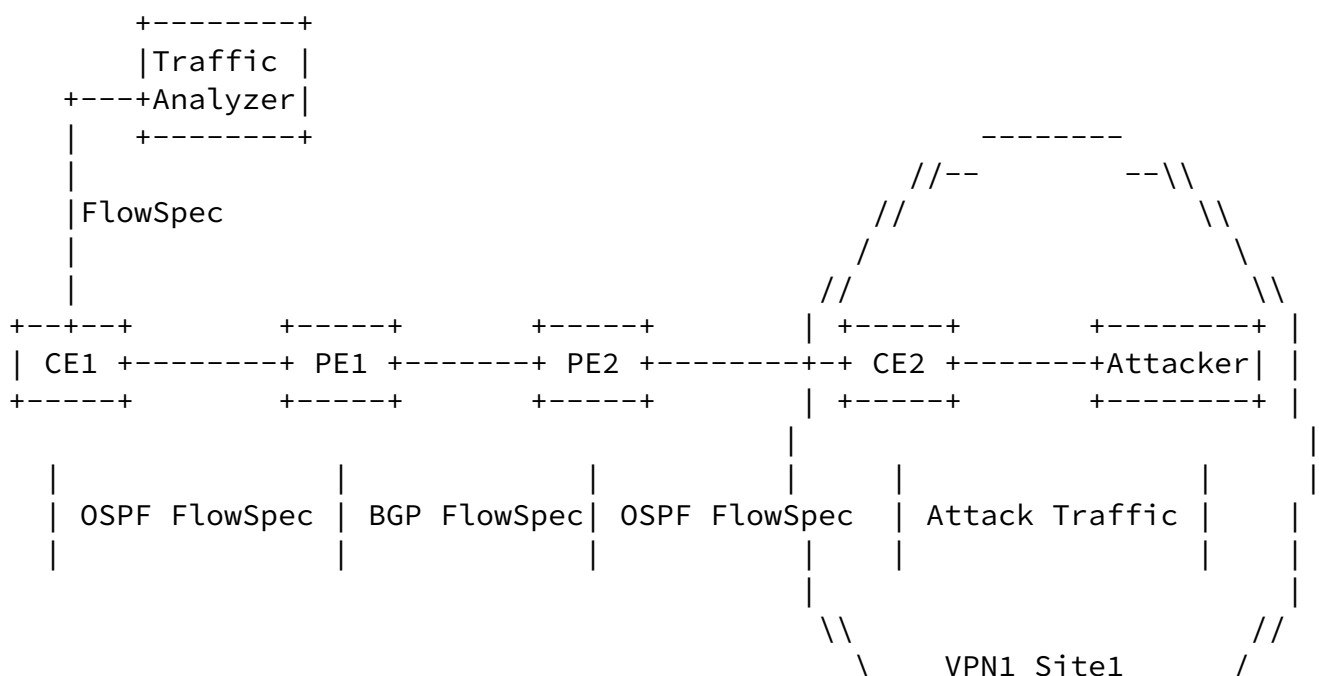 Traffic
Analyzer
FlowSpec
CE1 PE1 PE2 CE2 Attacker
OSPF FlowSpec BGP FlowSpec OSPF FlowSpec Attack Traffic
VPN1 Site1